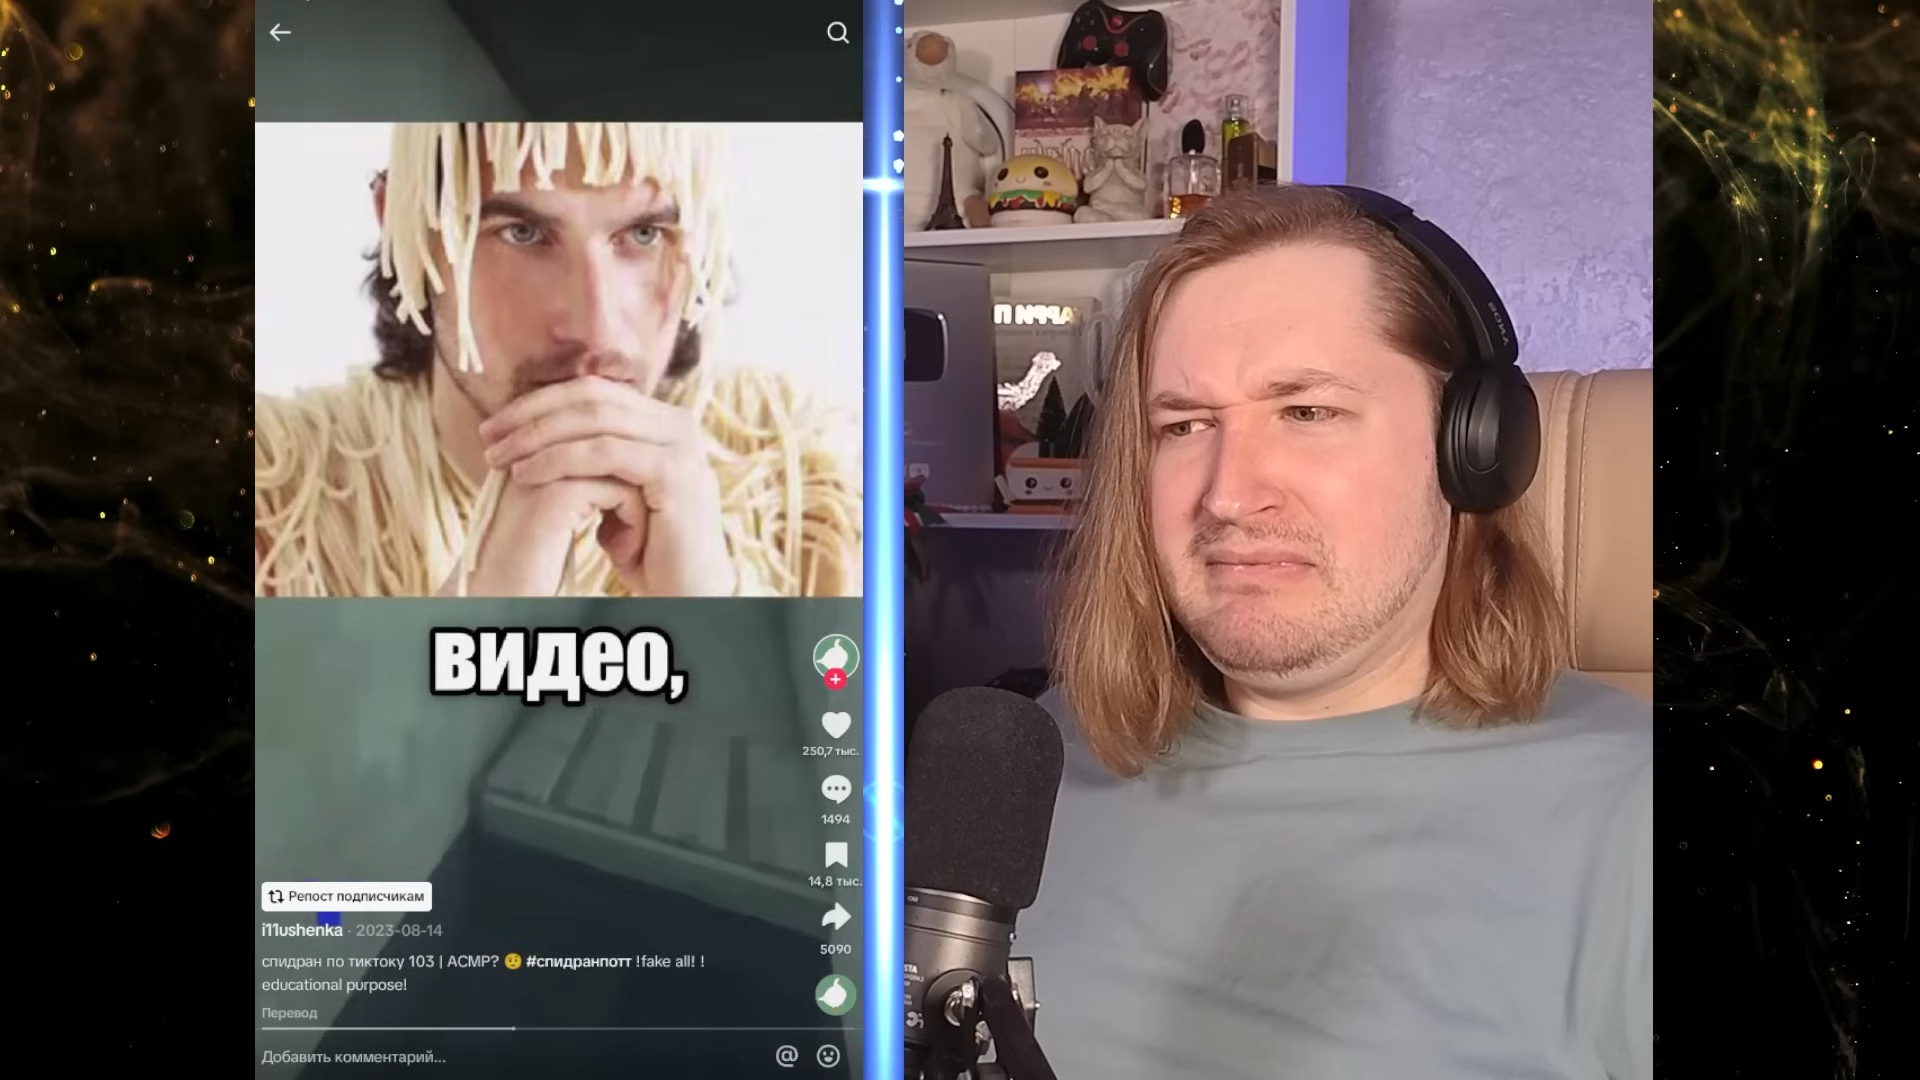 видео,
250,7 тыс.
1494
14,8 тыс.
5090
Репост подписчикам
i11ushenka · 2023-08-14
спидран по тиктоку 103 | АСМР? 🤨 #спидранпотт !fake all! !
educational purpose!
Перевод
Добавить комментарий...